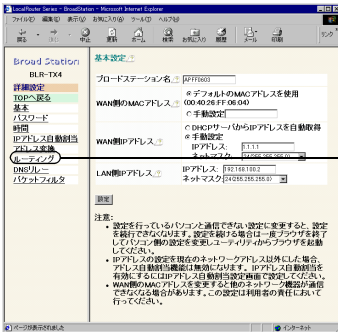 LocalRouter Series - BroadStation - Microsoft Internet Explorer
ファイル(F) 編集(E) 表示(V) お気に入り(A) ツール(T) ヘルプ(H)
戻る 中止 更新 ホーム 検索 お気に入り 履歴 メール 印刷
Broad Station
BLR-TX4
詳細設定
TOPへ戻る
基本
パスワード
時間
IPアドレス自動割当
アドレス変換
ルーティング
DNSリレー
パケットフィルタ
基本設定
ブロードステーション名 APFF0603
WAN側のMACアドレス デフォルトのMACアドレスを使用
(00:40:26:FF:06:04)
手動設定
WAN側IPアドレス DHCPサーバからIPアドレスを自動取得
手動設定
IPアドレス: 1.1.1.1
ネットマスク: 24(255.255.255.0)
LAN側IPアドレス IPアドレス: 192.168.100.2
ネットマスク: 24(255.255.255.0)
設定
注意:
・設定を行っているパソコンと通信できない設定に変更すると、設定
を続行できなくなります。設定を続ける場合は一度ブラウザを終了
してパソコン側の設定を変更しユーティリティからブラウザを起動
してください。
・IPアドレスの設定を現在のネットワークアドレス以外にした場合、
アドレス自動割当機能は無効になります。IPアドレス自動割当を
有効にするにはIPアドレス自動割当設定画面で設定してください。
・WAN側のMACアドレスを変更すると他のネットワーク機器が通信
できなくなる場合があります。この設定は利用者の責任において
行ってください。
ページが表示されました インターネット